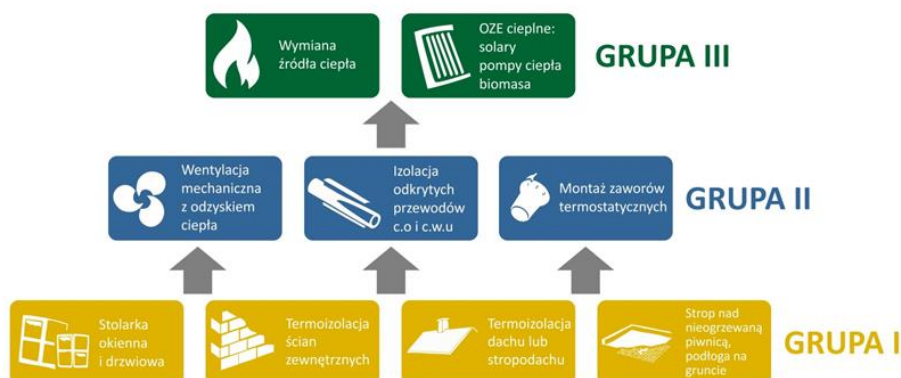 Wymiana
źródła ciepła
OZE cieplne:
solary
pompy ciepła
biomasa
GRUPA III
Wentylacja
mechaniczna
z odzyskiem
ciepła
Izolacja
odkrytych
przewodów
c.o i c.w.u
Montaż zaworów
termostatycznych
GRUPA II
Stolarka
okienna
i drzwiowa
Termoizolacja
ścian
zewnętrznych
Termoizolacja
dachu lub
stropodachu
Strop nad
nieogrzewaną
piwnicą,
podłoga na
gruncie
GRUPA I